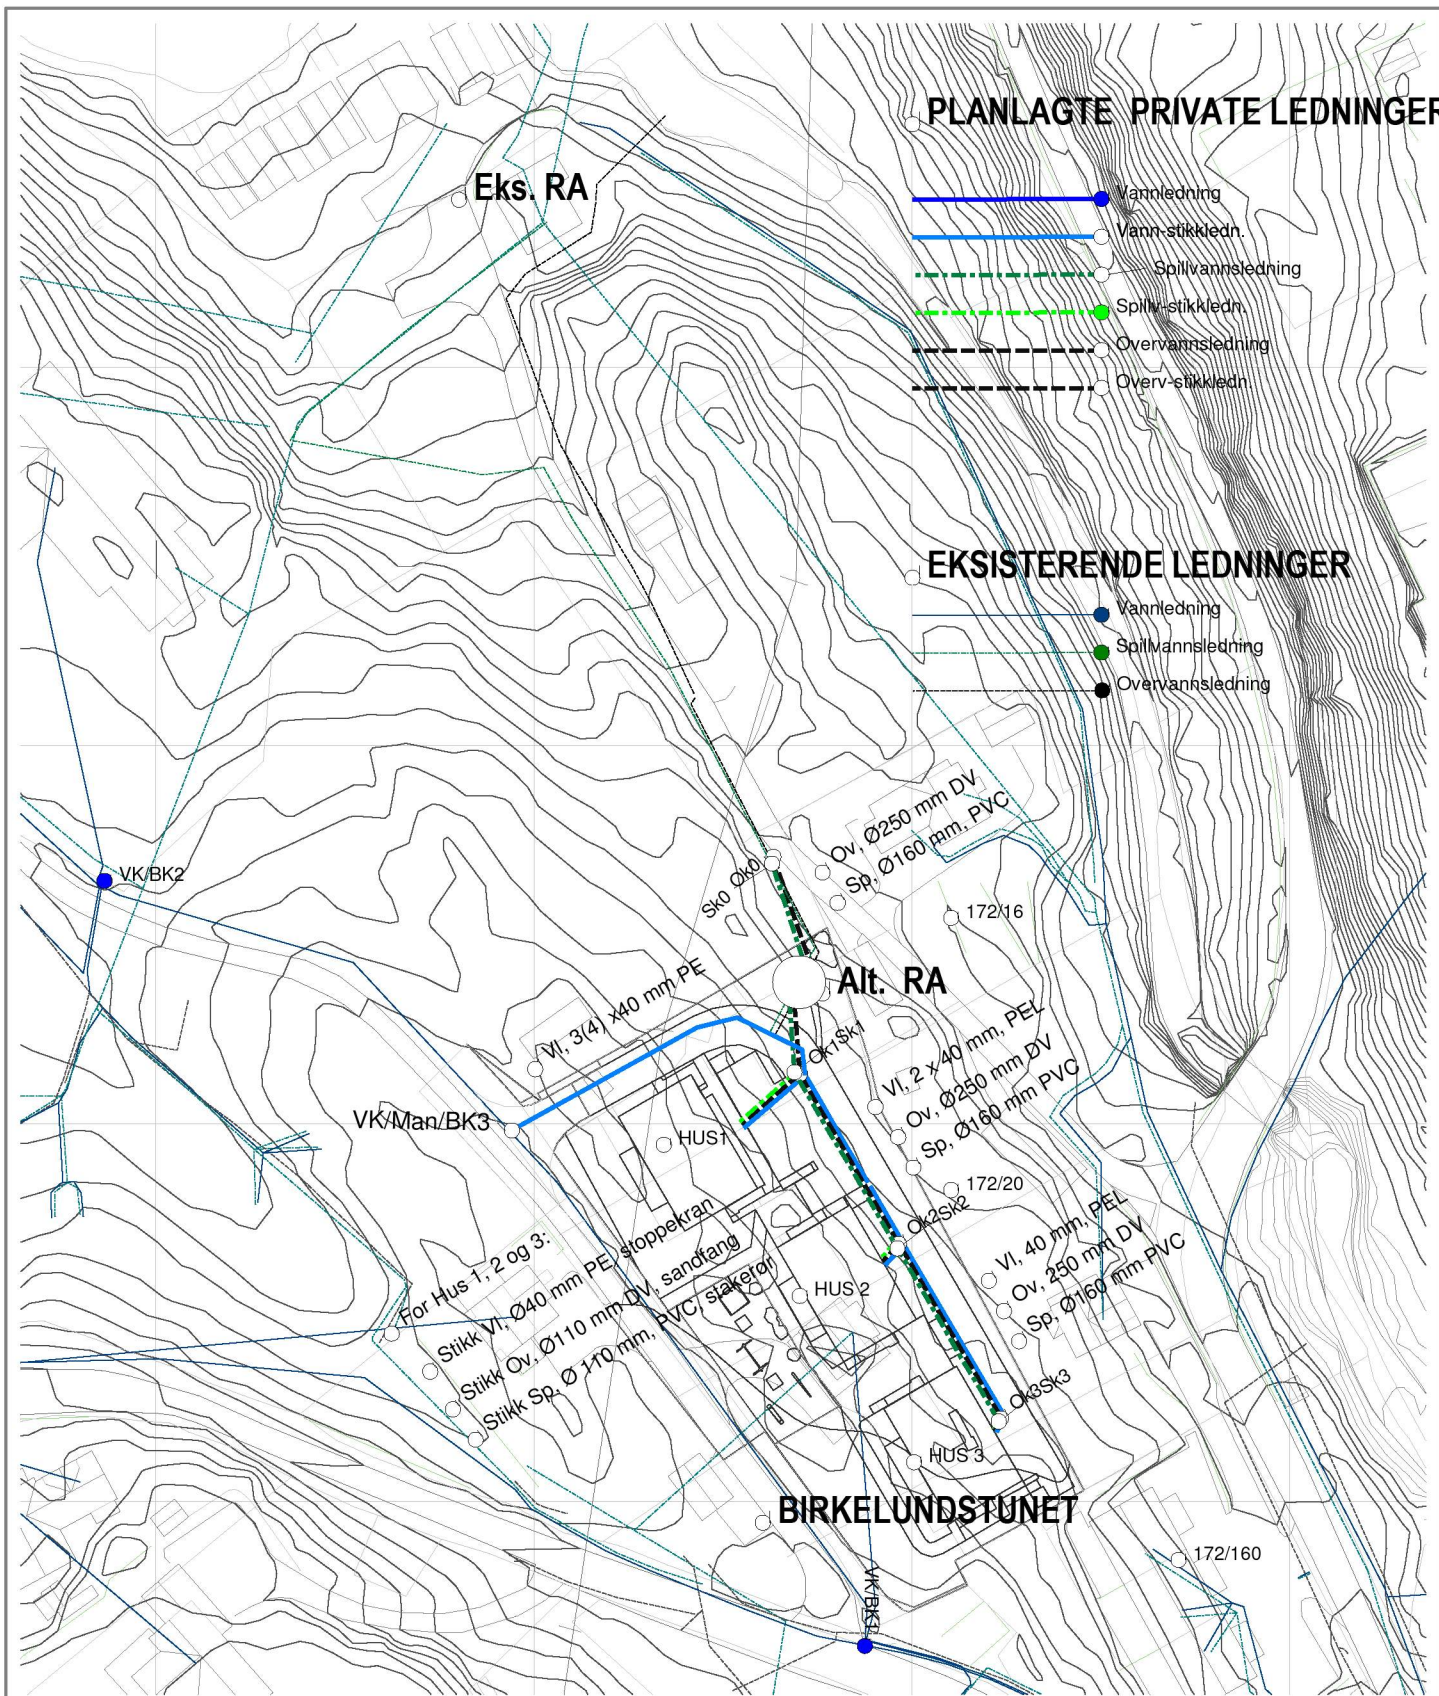 PLANLAGTE PRIVATE LEDNINGER
Eks. RA
Vannledning
Vann-stikkledn.
Spillvannsledning
Spillv-stikkledn.
Overvannsledning
Overv-stikkledn.
EKSISTERENDE LEDNINGER
Vannledning
Spillvannsledning
Overvannsledning
Ov, Ø250 mm DV
Sp, Ø160 mm, PVC
VK/BK2
Sk0 Ok0
172/16
Alt. RA
Vl, 3(4) x40 mm PE
Ok1Sk1
Vl, 2 x 40 mm, PEL
Ov, Ø250 mm DV
Sp, Ø160 mm PVC
VK/Man/BK3
HUS1
172/20
Ok2Sk2
Vl, 40 mm, PEL
Ov, 250 mm DV
Sp, Ø160 mm PVC
For Hus 1, 2 og 3:
Stikk Vl, Ø40 mm PE, stoppekran
Stikk Ov, Ø110 mm DV, sandfang
Stikk Sp, Ø 110 mm, PVC, stakerør
HUS 2
Ok3Sk3
HUS 3
BIRKELUNDSTUNET
172/160
VK/BK1